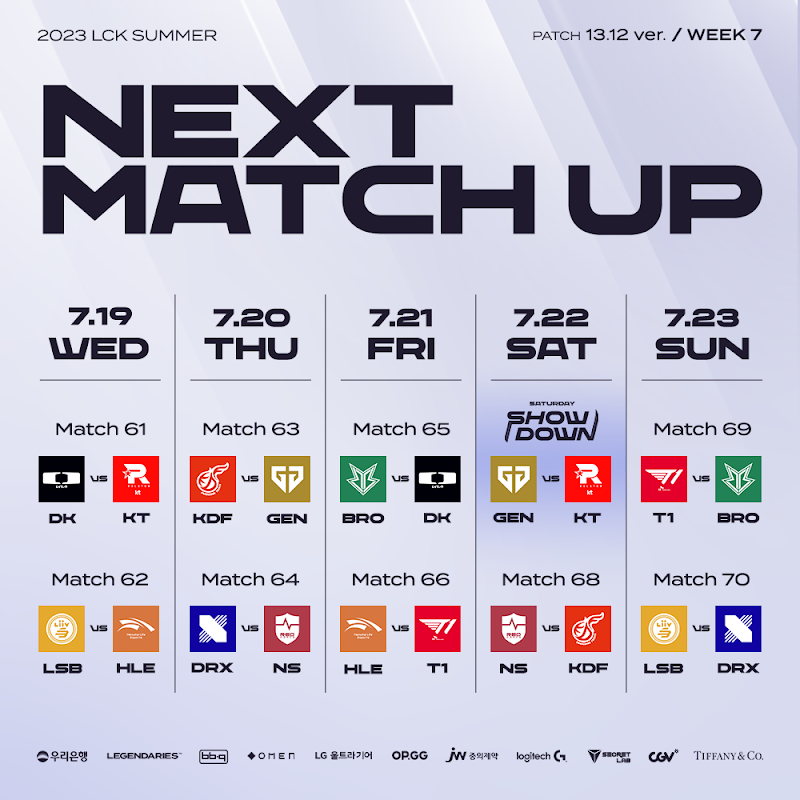 2023 LCK SUMMER
PATCH 13.12 ver. / WEEK 7
NEXT
MATCH UP
7.19
WED
Match 61
vs
DK
KT
Match 62
vs
LSB
HLE
7.20
THU
Match 63
vs
KDF
GEN
Match 64
vs
DRX
NS
7.21
FRI
Match 65
vs
BRO
DK
Match 66
vs
HLE
T1
7.22
SAT
SATURDAY
SHOW
DOWN
vs
GEN
KT
Match 68
vs
NS
KDF
7.23
SUN
Match 69
vs
T1
BRO
Match 70
vs
LSB
DRX
우리은행 LEGENDARIES™ bb.q OMEN LG 울트라기어 OP.GG JW 중외제약 logitech G SECRET LAB CGV TIFFANY & CO.